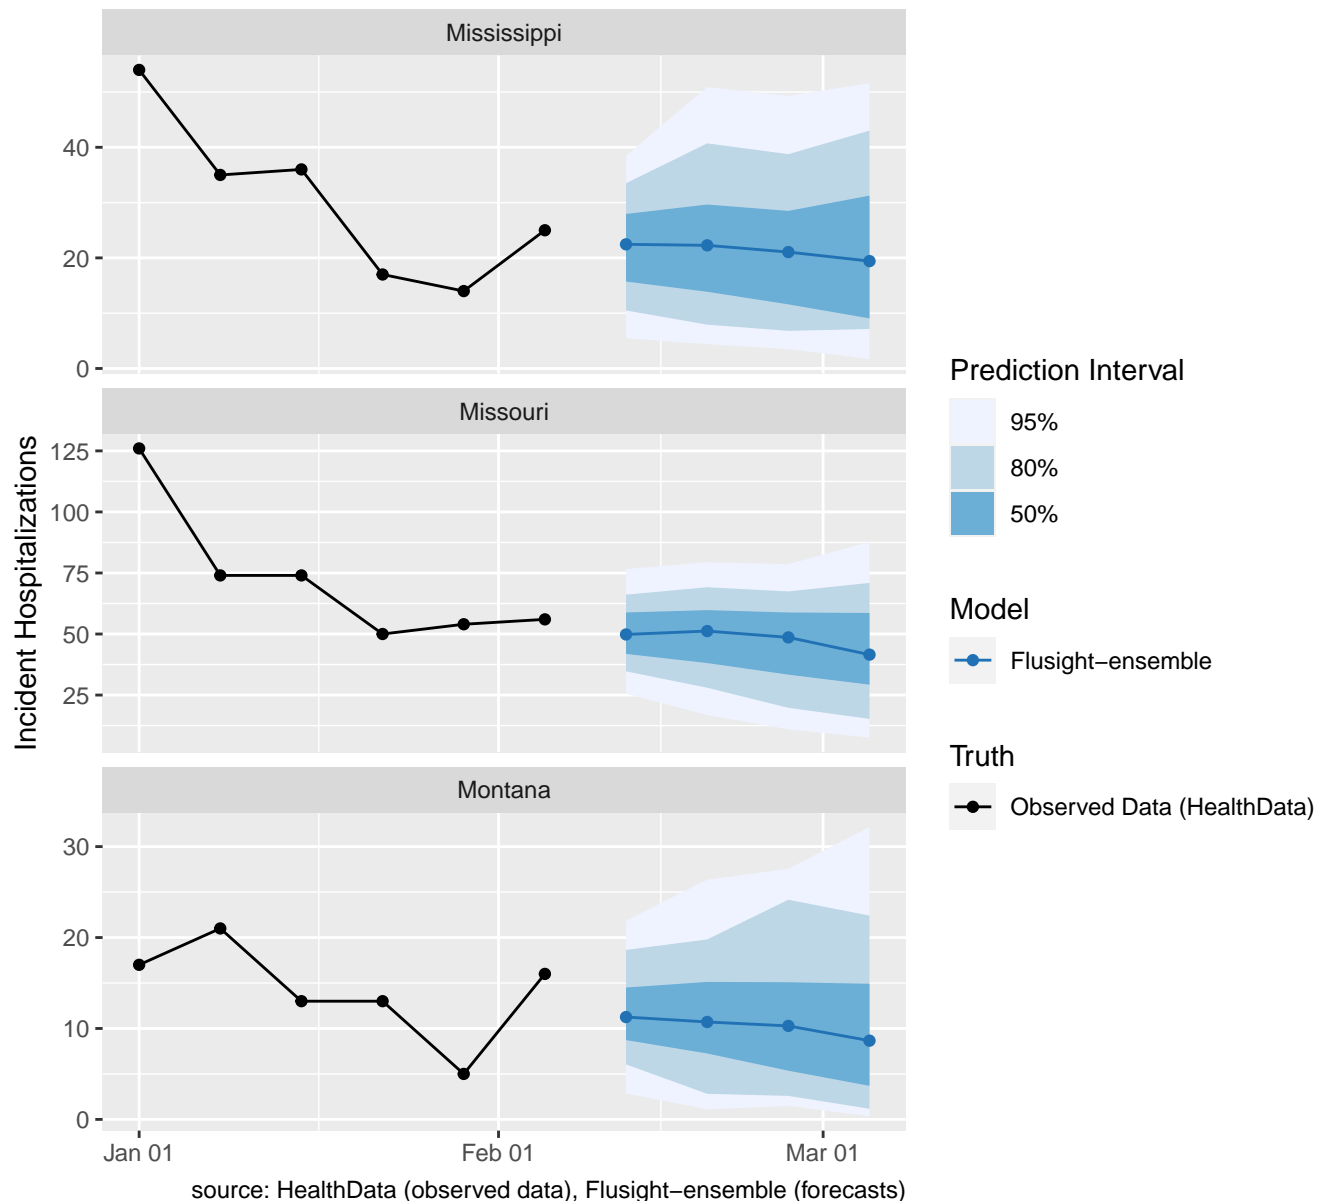 Mississippi
40
20
0
Missouri
125
100
75
50
25
Montana
30
20
10
0
Jan 01
Feb 01
Mar 01
Incident Hospitalizations
source: HealthData (observed data), Flusight−ensemble (forecasts)
Prediction Interval
95%
80%
50%
Model
Flusight−ensemble
Truth
Observed Data (HealthData)